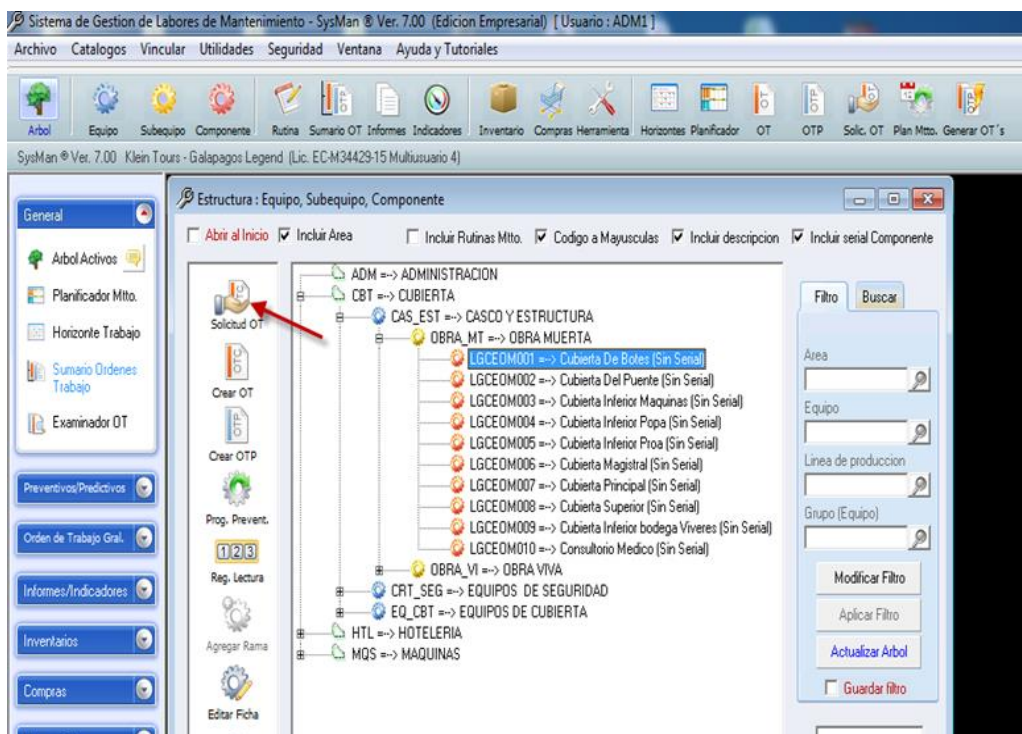 Sistema de Gestion de Labores de Mantenimiento - SysMan ® Ver. 7.00 (Edicion Empresarial) [ Usuario : ADM1 ]
Archivo Catalogos Vincular Utilidades Seguridad Ventana Ayuda y Tutoriales
Arbol Equipo Subequipo Componente Rutina Sumario OT Informes Indicadores Inventario Compras Herramienta Horizontes Planificador OT OTP Solic. OT Plan Mtto. Generar OT´s
SysMan ® Ver. 7.00 Klein Tours - Galapagos Legend (Lic. EC-M34429-15 Multiusuario 4)
General
Arbol Activos
Planificador Mtto.
Horizonte Trabajo
Sumario Ordenes
Trabajo
Examinador OT
Preventivos/Predictivos
Orden de Trabajo Gral.
Informes/Indicadores
Inventarios
Compras
Estructura : Equipo, Subequipo, Componente
Abrir al Inicio Incluir Area Incluir Rutinas Mtto. Codigo a Mayusculas Incluir descripcion Incluir serial Componente
Solicitud OT
OTC
Crear OT
OTP
Crear OTP
Prog. Prevent.
1 2 3
Reg. Lectura
Agregar Rama
Editar Ficha
ADM =--> ADMINISTRACION
CBT =--> CUBIERTA
CAS_EST =--> CASCO Y ESTRUCTURA
OBRA_MT =--> OBRA MUERTA
LGCEOM001 =--> Cubierta De Botes (Sin Serial)
LGCEOM002 =--> Cubierta Del Puente (Sin Serial)
LGCEOM003 =--> Cubierta Inferior Maquinas (Sin Serial)
LGCEOM004 =--> Cubierta Inferior Popa (Sin Serial)
LGCEOM005 =--> Cubierta Inferior Proa (Sin Serial)
LGCEOM006 =--> Cubierta Magistral (Sin Serial)
LGCEOM007 =--> Cubierta Principal (Sin Serial)
LGCEOM008 =--> Cubierta Superior (Sin Serial)
LGCEOM009 =--> Cubierta Inferior bodega Viveres (Sin Serial)
LGCEOM010 =--> Consultorio Medico (Sin Serial)
OBRA_VI =--> OBRA VIVA
CRT_SEG =--> EQUIPOS DE SEGURIDAD
EQ_CBT =--> EQUIPOS DE CUBIERTA
HTL =--> HOTELERIA
MQS =--> MAQUINAS
Filtro Buscar
Area
Equipo
Linea de produccion
Grupo (Equipo)
Modificar Filtro
Aplicar Filtro
Actualizar Arbol
Guardar filtro